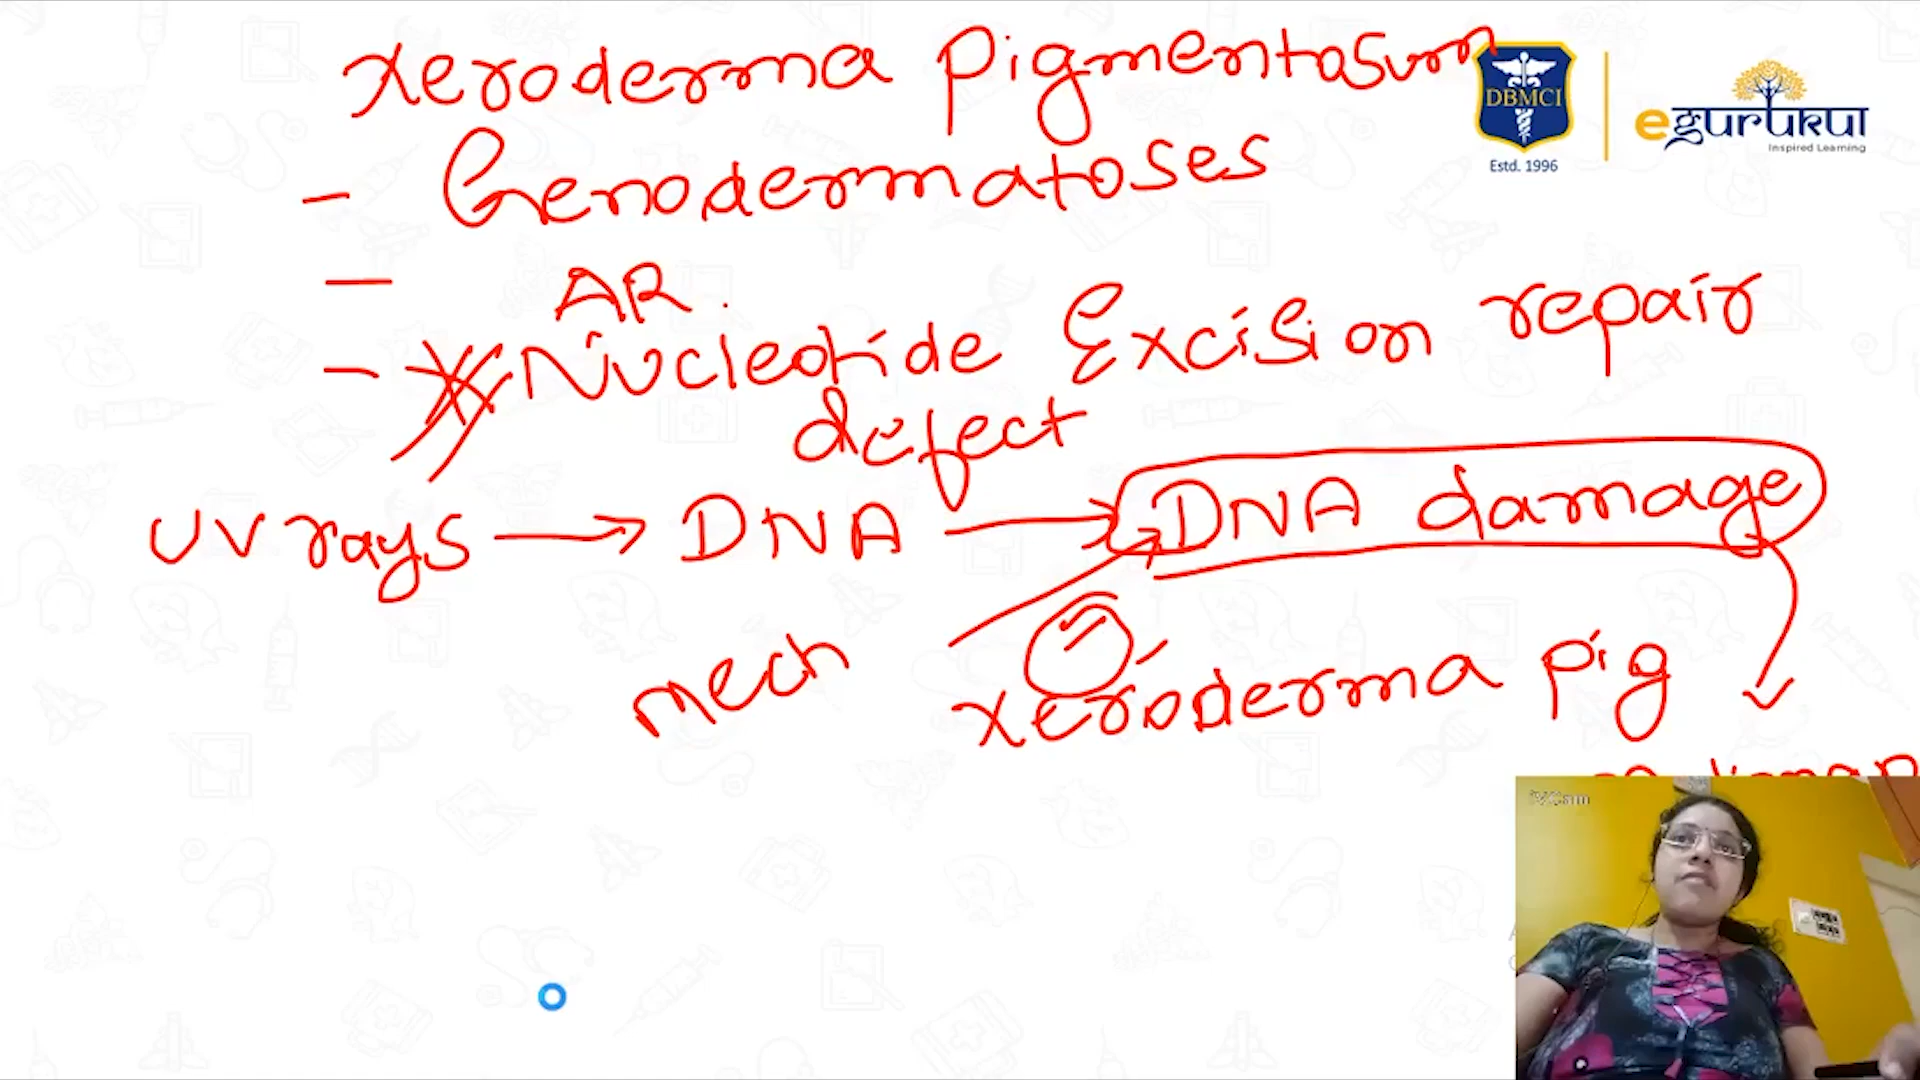 xeroderma pigmentosum
- Genodermatoses
- AR.
- Nucleotide Excision repair
defect
UV rays → DNA → DNA damage
mech
xeroderma pig
DBMCI
Estd. 1996
eGurukul
Inspired Learning
iVCam